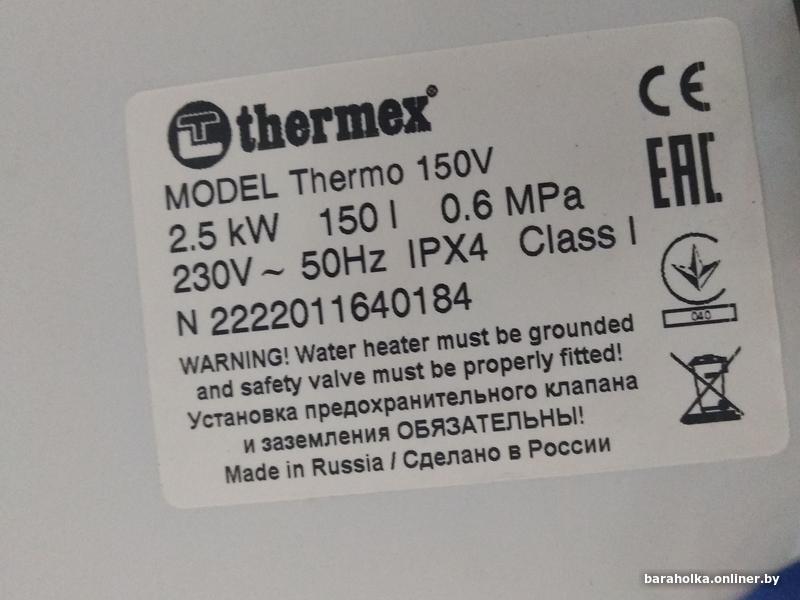 thermex®
MODEL Thermo 150V
2.5 kW 150 l 0.6 MPa
230V ~ 50Hz IPX4 Class I
N 2222011640184
WARNING! Water heater must be grounded
and safety valve must be properly fitted!
Установка предохранительного клапана
и заземления ОБЯЗАТЕЛЬНЫ!
Made in Russia / Сделано в России
CE
EAC
040
baraholka.onliner.by